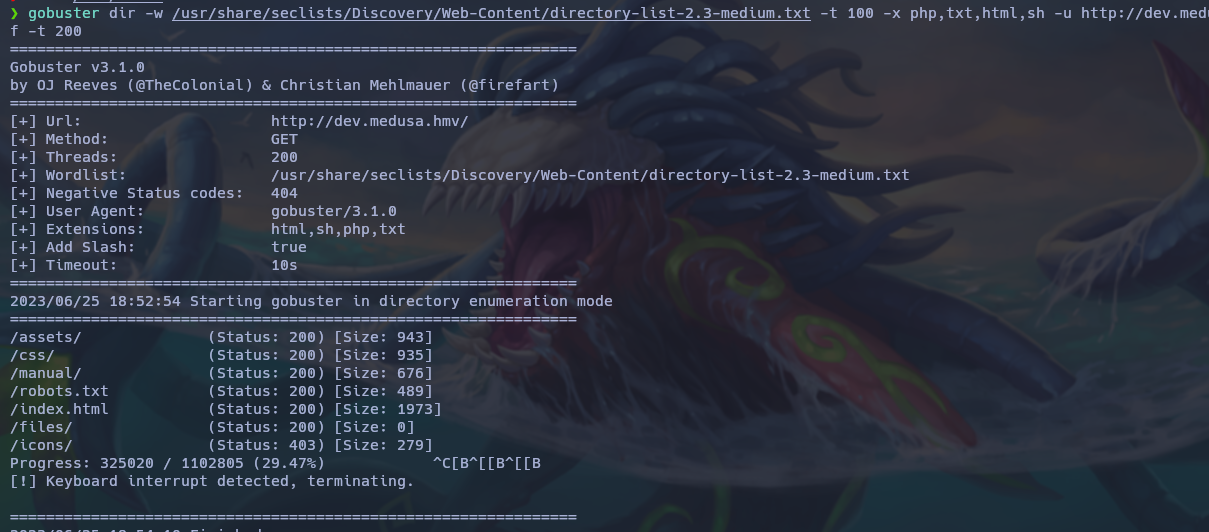 ❯ gobuster dir -w /usr/share/seclists/Discovery/Web-Content/directory-list-2.3-medium.txt -t 100 -x php,txt,html,sh -u http://dev.medu
f -t 200
===============================================================
Gobuster v3.1.0
by OJ Reeves (@TheColonial) & Christian Mehlmauer (@firefart)
===============================================================
[+] Url:                     http://dev.medusa.hmv/
[+] Method:                  GET
[+] Threads:                 200
[+] Wordlist:                /usr/share/seclists/Discovery/Web-Content/directory-list-2.3-medium.txt
[+] Negative Status codes:   404
[+] User Agent:              gobuster/3.1.0
[+] Extensions:              html,sh,php,txt
[+] Add Slash:               true
[+] Timeout:                 10s
===============================================================
2023/06/25 18:52:54 Starting gobuster in directory enumeration mode
===============================================================
/assets/              (Status: 200) [Size: 943]
/css/                 (Status: 200) [Size: 935]
/manual/              (Status: 200) [Size: 676]
/robots.txt           (Status: 200) [Size: 489]
/index.html           (Status: 200) [Size: 1973]
/files/               (Status: 200) [Size: 0]
/icons/               (Status: 403) [Size: 279]
Progress: 325020 / 1102805 (29.47%)            ^C[B^[[B^[[B
[!] Keyboard interrupt detected, terminating.
===============================================================